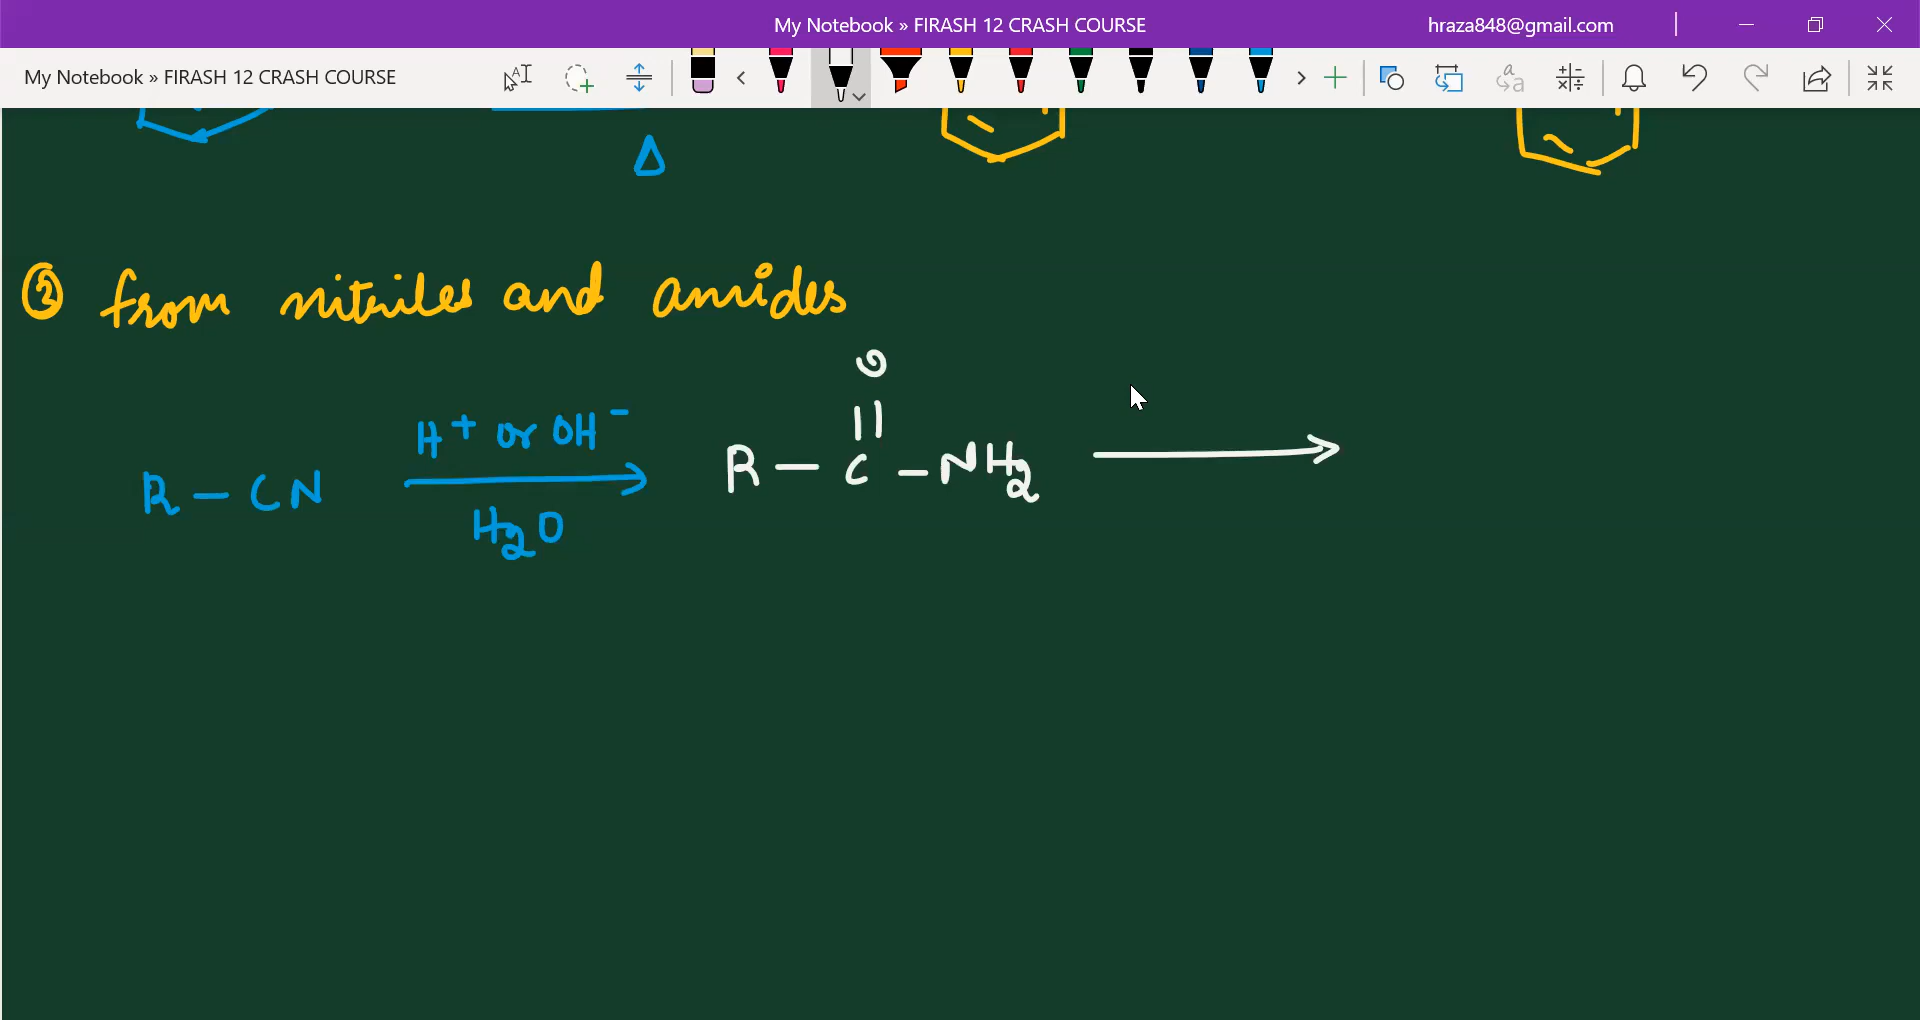 My Notebook » FIRASH 12 CRASH COURSE
hraza848@gmail.com
My Notebook » FIRASH 12 CRASH COURSE
Δ
③ from nitriles and amides
O
||
R – CN H⁺ or OH⁻ H₂O → R – C – NH₂ →